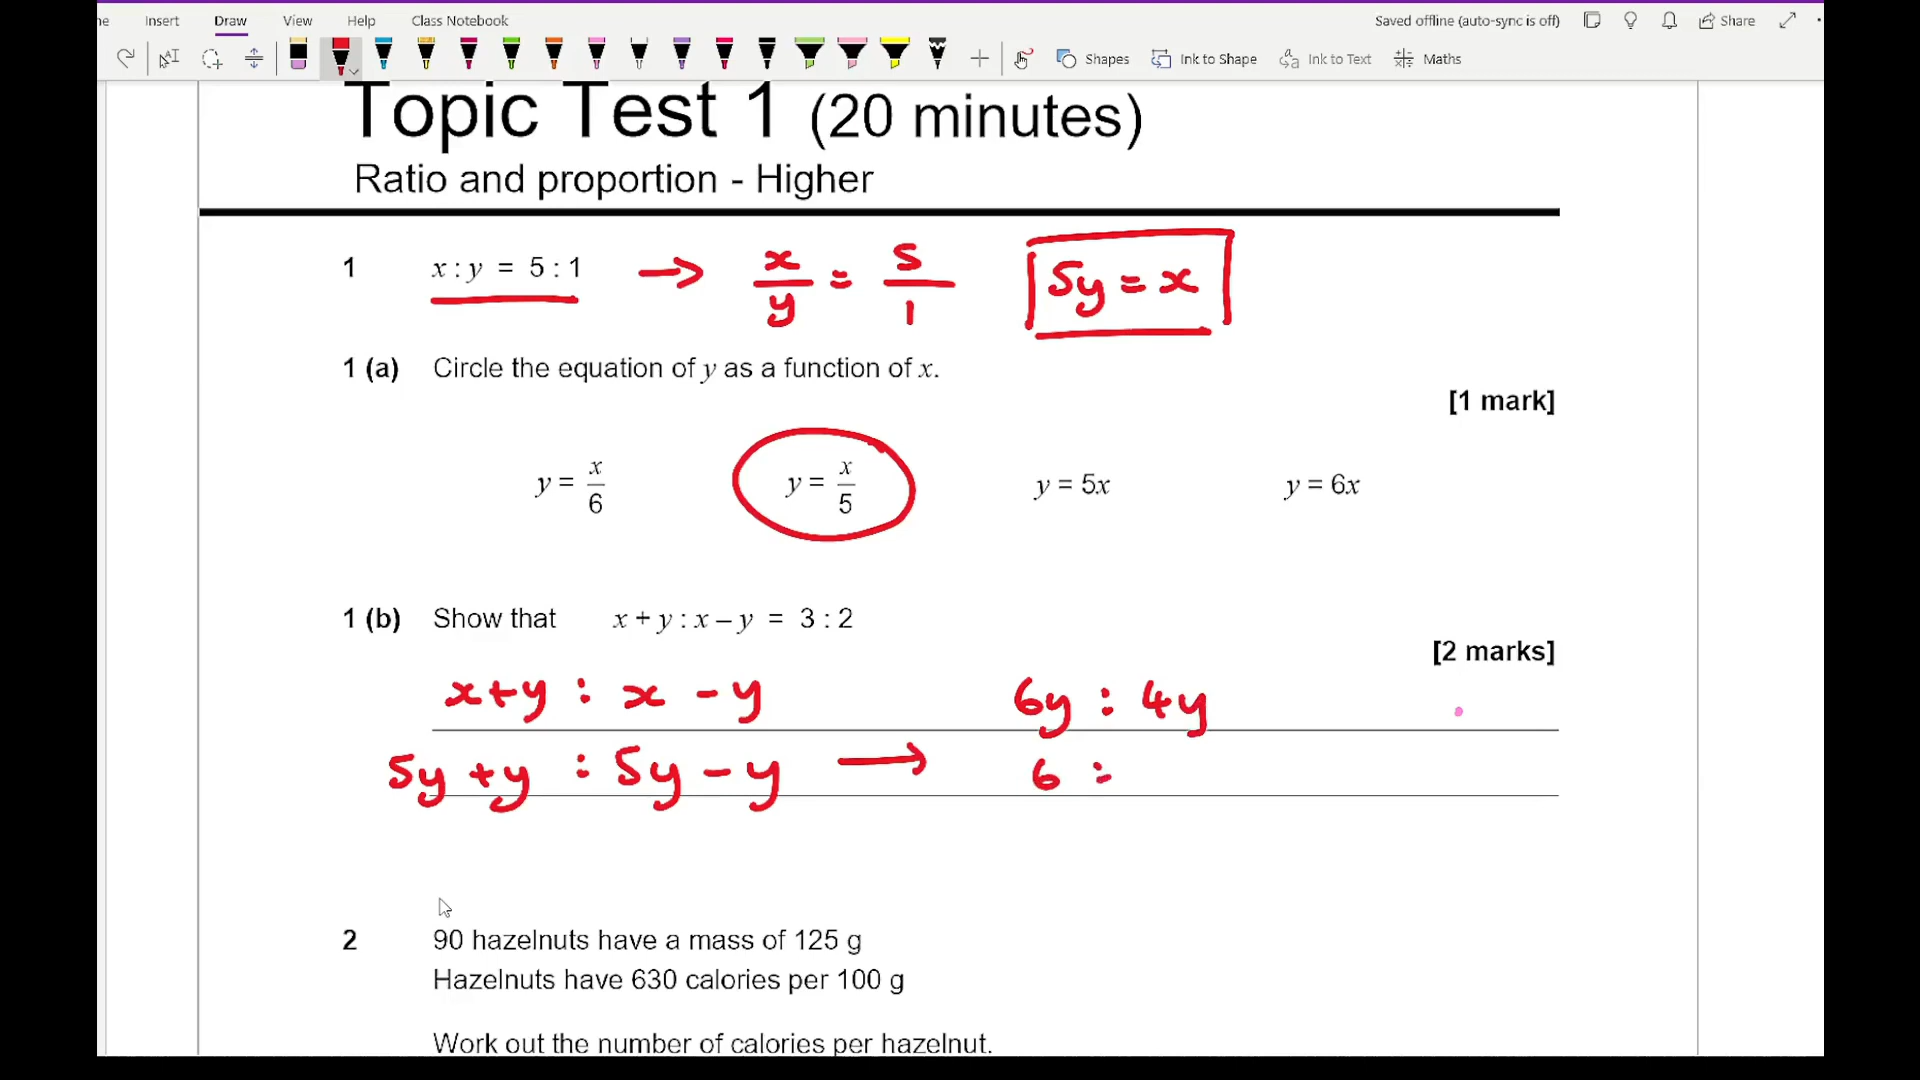 ne Insert Draw View Help Class Notebook Saved offline (auto-sync is off) Share
Shapes Ink to Shape Ink to Text Maths
Topic Test 1 (20 minutes)
Ratio and proportion - Higher
1 x : y = 5 : 1 → x/y = 5/1 5y = x
1 (a) Circle the equation of y as a function of x.
[1 mark]
y = x/6 y = x/5 y = 5x y = 6x
1 (b) Show that x + y : x – y = 3 : 2
[2 marks]
x+y : x - y 6y : 4y
5y + y : 5y - y → 6 :
2 90 hazelnuts have a mass of 125 g
Hazelnuts have 630 calories per 100 g
Work out the number of calories per hazelnut.